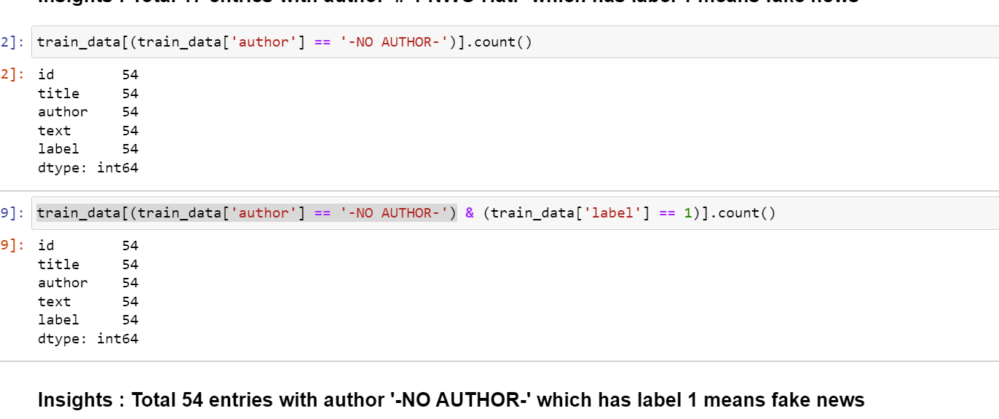 2]: train_data[(train_data['author'] == '-NO AUTHOR-')].count()
2]: id 54
title 54
author 54
text 54
label 54
dtype: int64
9]: train_data[(train_data['author'] == '-NO AUTHOR-') & (train_data['label'] == 1)].count()
9]: id 54
title 54
author 54
text 54
label 54
dtype: int64
Insights : Total 54 entries with author '-NO AUTHOR-' which has label 1 means fake news